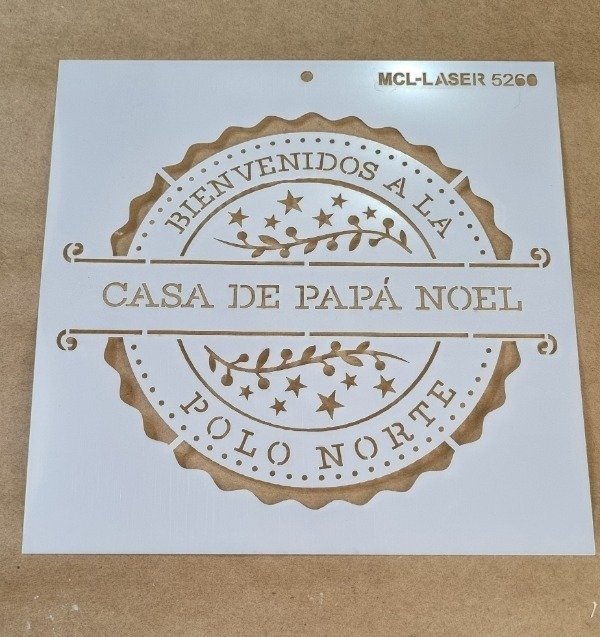 MCL-LASER 5260
BIENVENIDOS A LA
CASA DE PAPÁ NOEL
POLO NORTE